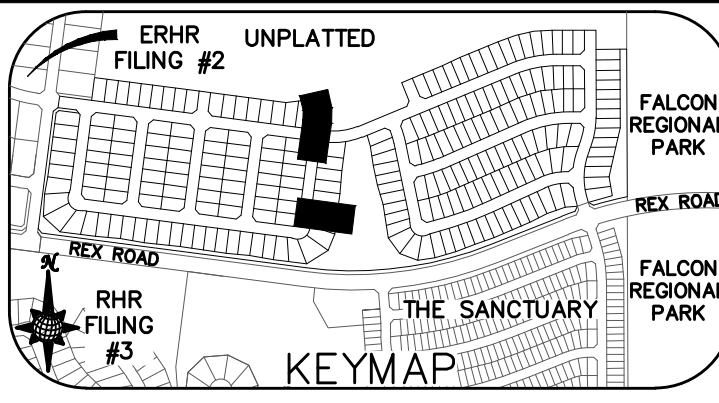 ERHR
FILING #2
UNPLATTED
FALCON
REGIONAL
PARK
REX ROAD
REX ROAD
N
RHR
FILING
#3
THE SANCTUARY
FALCON
REGIONAL
PARK
KEYMAP